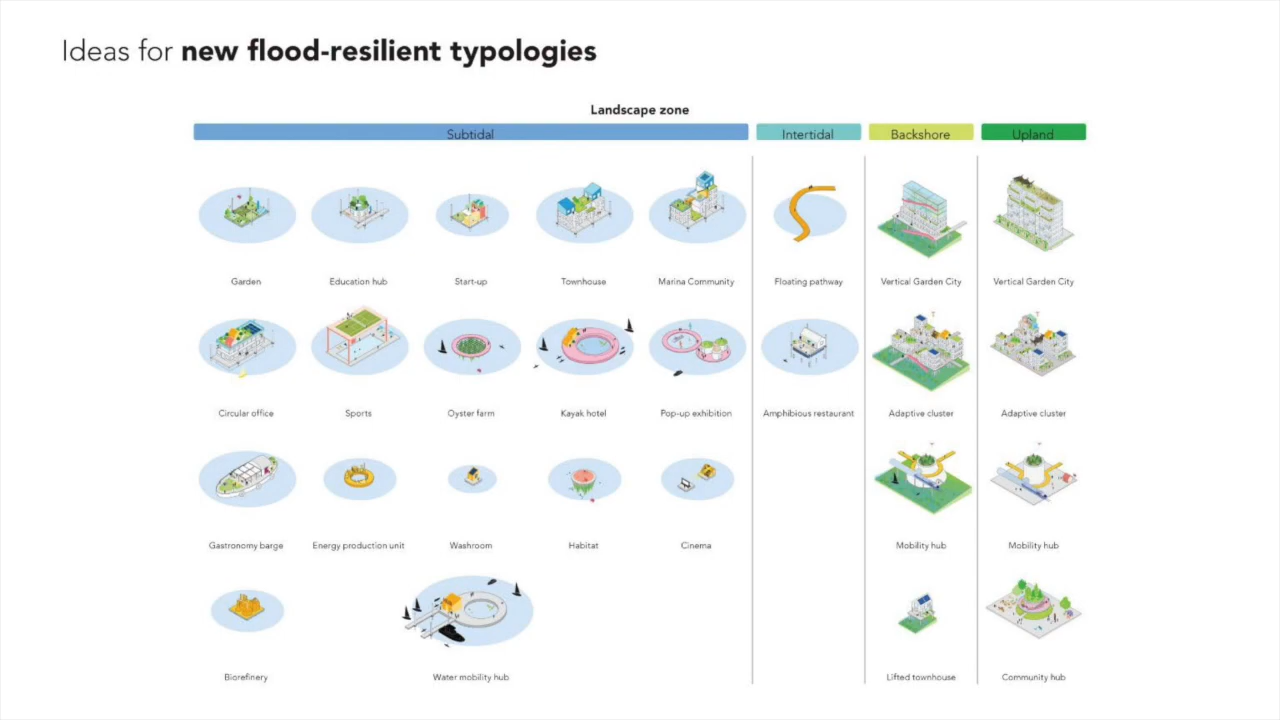 Ideas for new flood-resilient typologies
Landscape zone
Subtidal Intertidal Backshore Upland
Garden Education hub Start-up Townhouse Marina Community Floating pathway Vertical Garden City Vertical Garden City
Circular office Sports Oyster farm Kayak hotel Pop-up exhibition Amphibious restaurant Adaptive cluster Adaptive cluster
Gastronomy barge Energy production unit Washroom Habitat Cinema Mobility hub Mobility hub
Biorefinery Water mobility hub Lifted townhouse Community hub